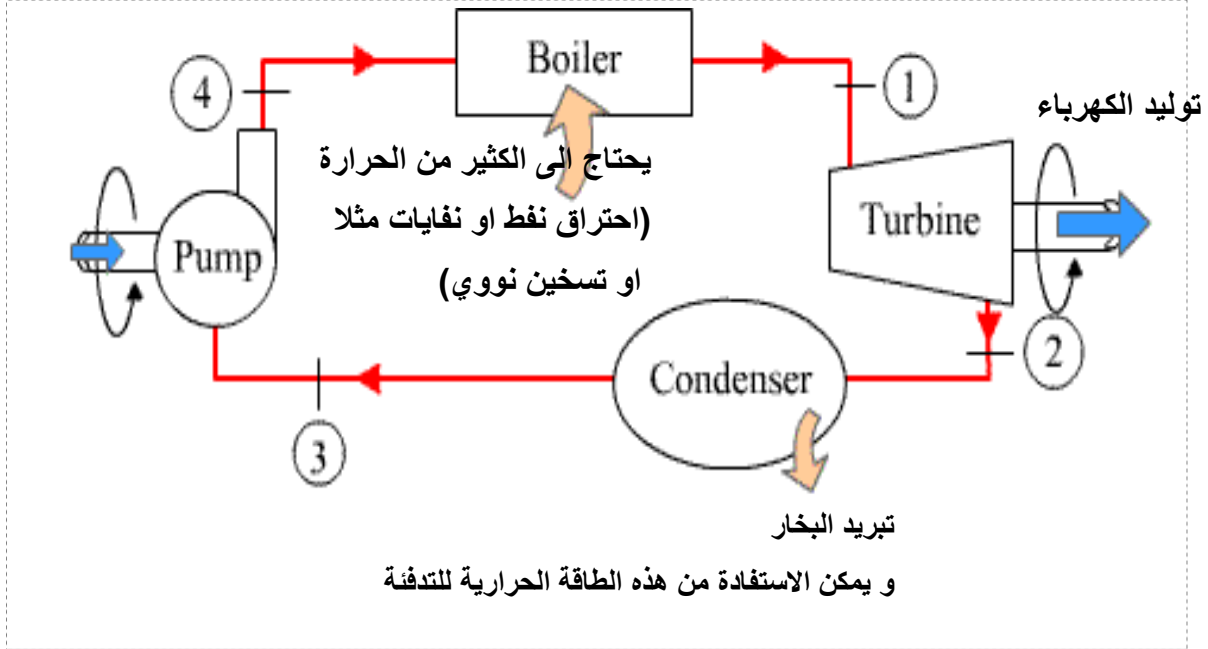 Boiler
4
1
توليد الكهرباء
يحتاج الى الكثير من الحرارة
(احتراق نفط او نفايات مثلا
او تسخين نووي)
Pump
Turbine
2
Condenser
3
تبريد البخار
و يمكن الاستفادة من هذه الطاقة الحرارية للتدفئة